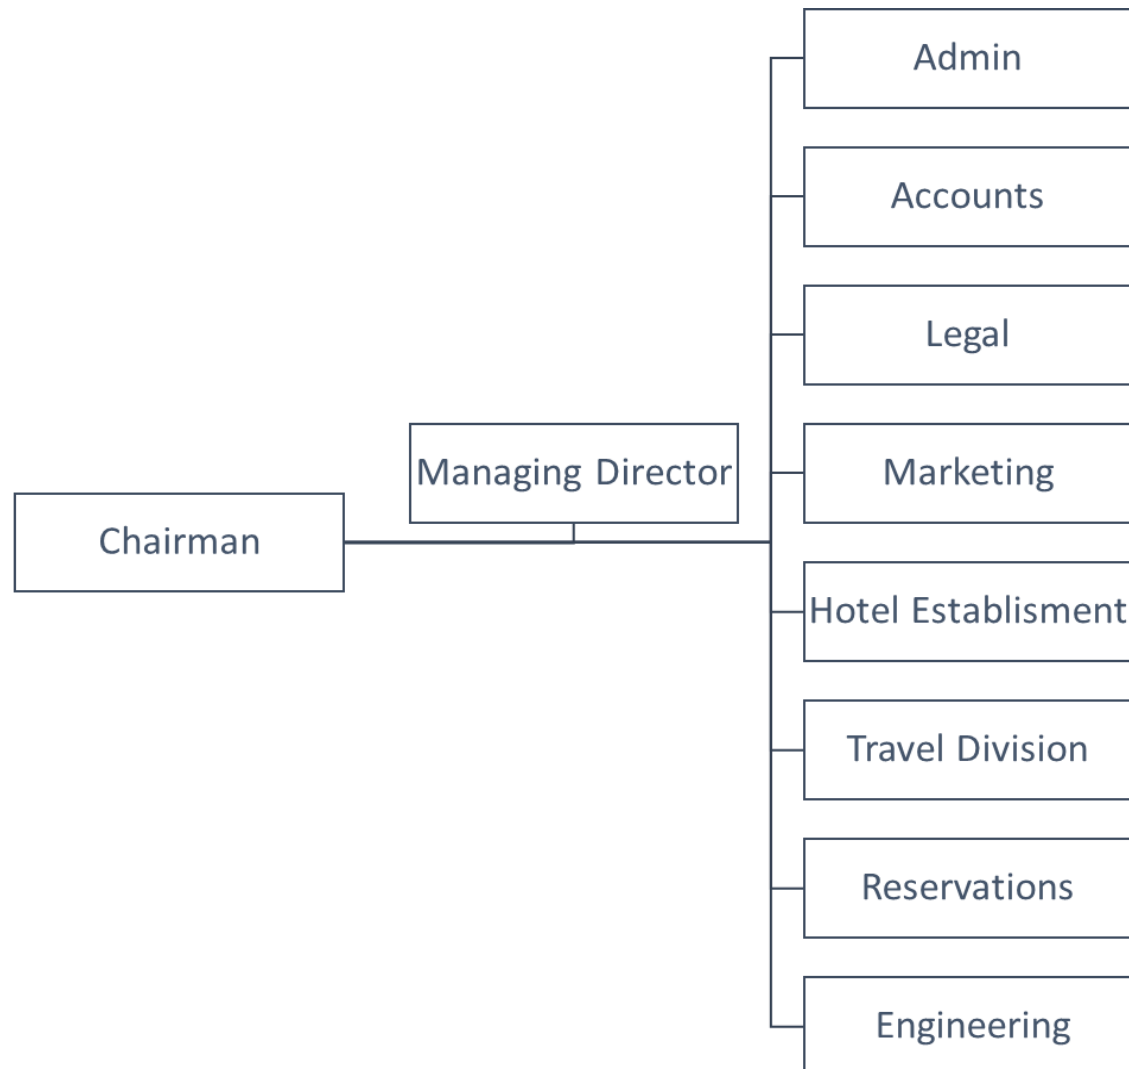 Admin
Accounts
Legal
Managing Director
Marketing
Chairman
Hotel Establisment
Travel Division
Reservations
Engineering